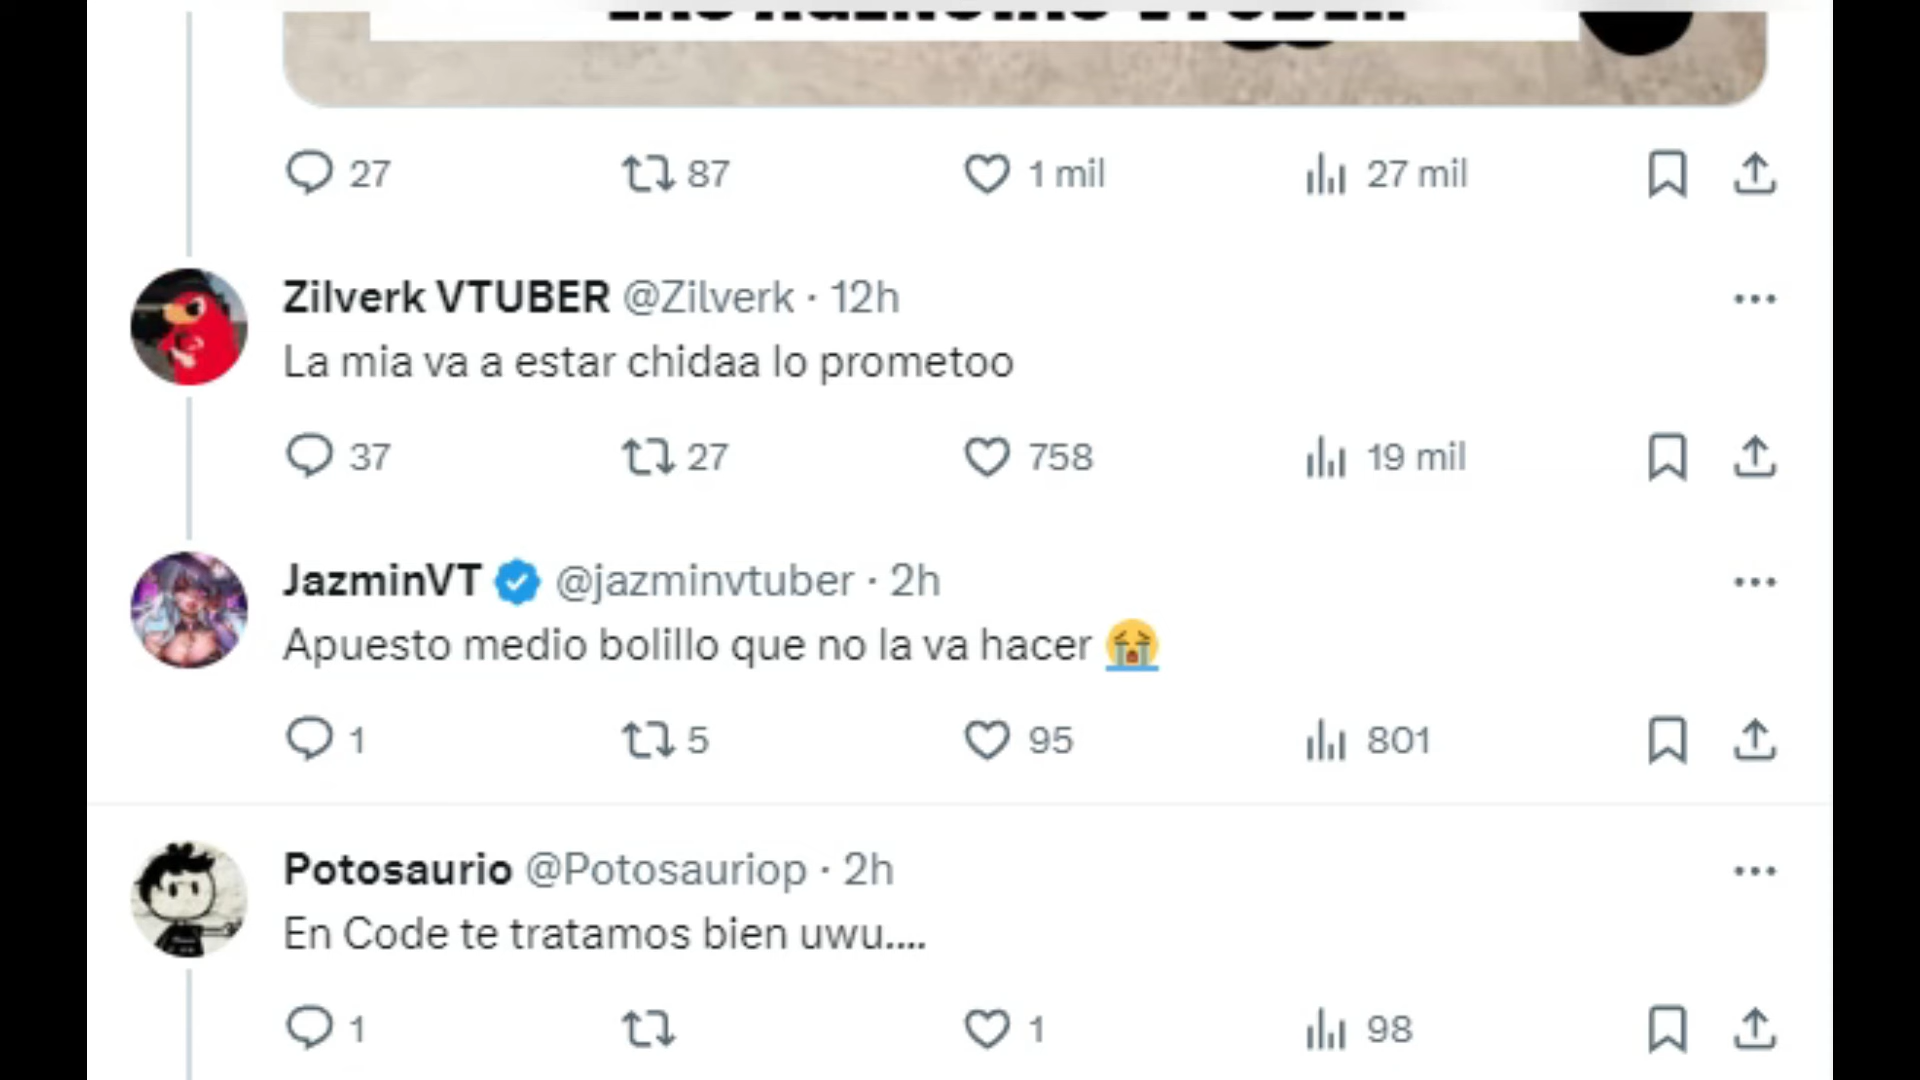 27 87 1 mil 27 mil
Zilverk VTUBER @Zilverk · 12h
La mia va a estar chidaa lo prometoo
37 27 758 19 mil
JazminVT @jazminvtuber · 2h
Apuesto medio bolillo que no la va hacer 😭
1 5 95 801
Potosaurio @Potosauriop · 2h
En Code te tratamos bien uwu....
1 1 98